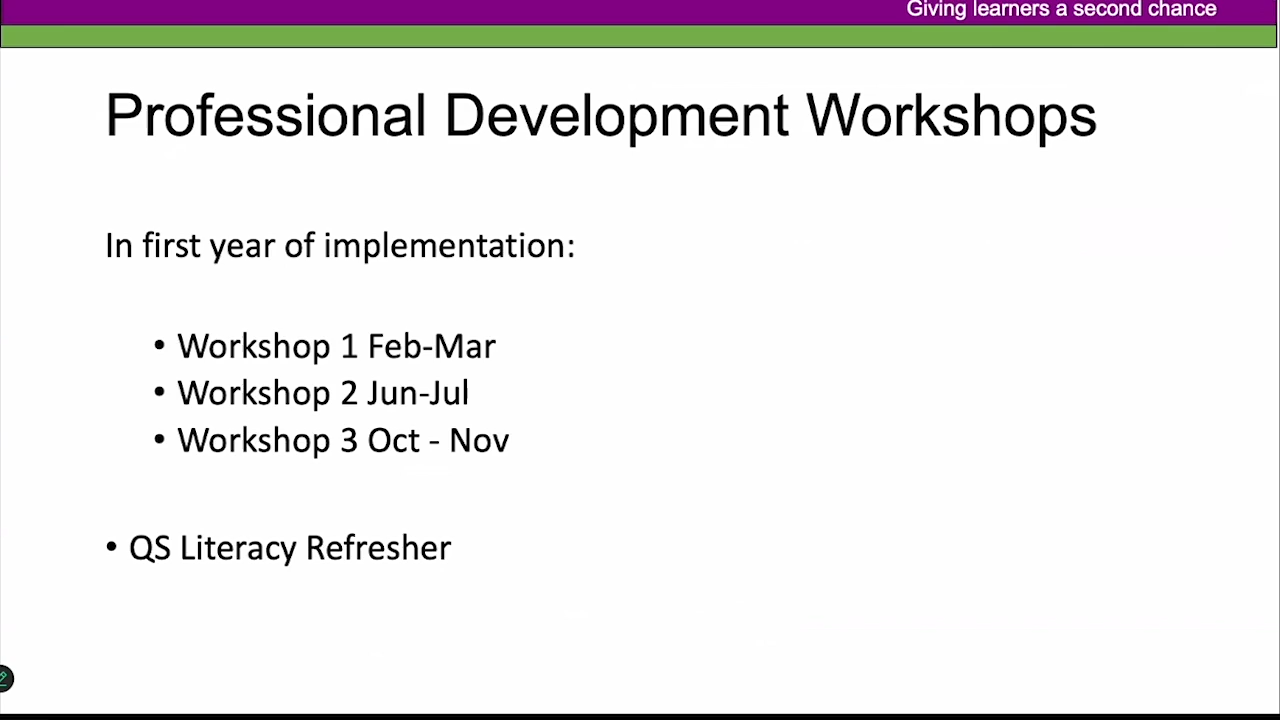 Giving learners a second chance
Professional Development Workshops
In first year of implementation:
• Workshop 1 Feb-Mar
• Workshop 2 Jun-Jul
• Workshop 3 Oct - Nov
• QS Literacy Refresher